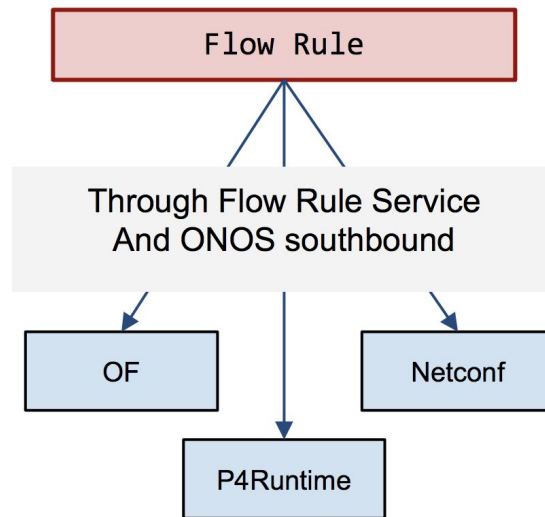 Flow Rule
Through Flow Rule Service
And ONOS southbound
OF
Netconf
P4Runtime